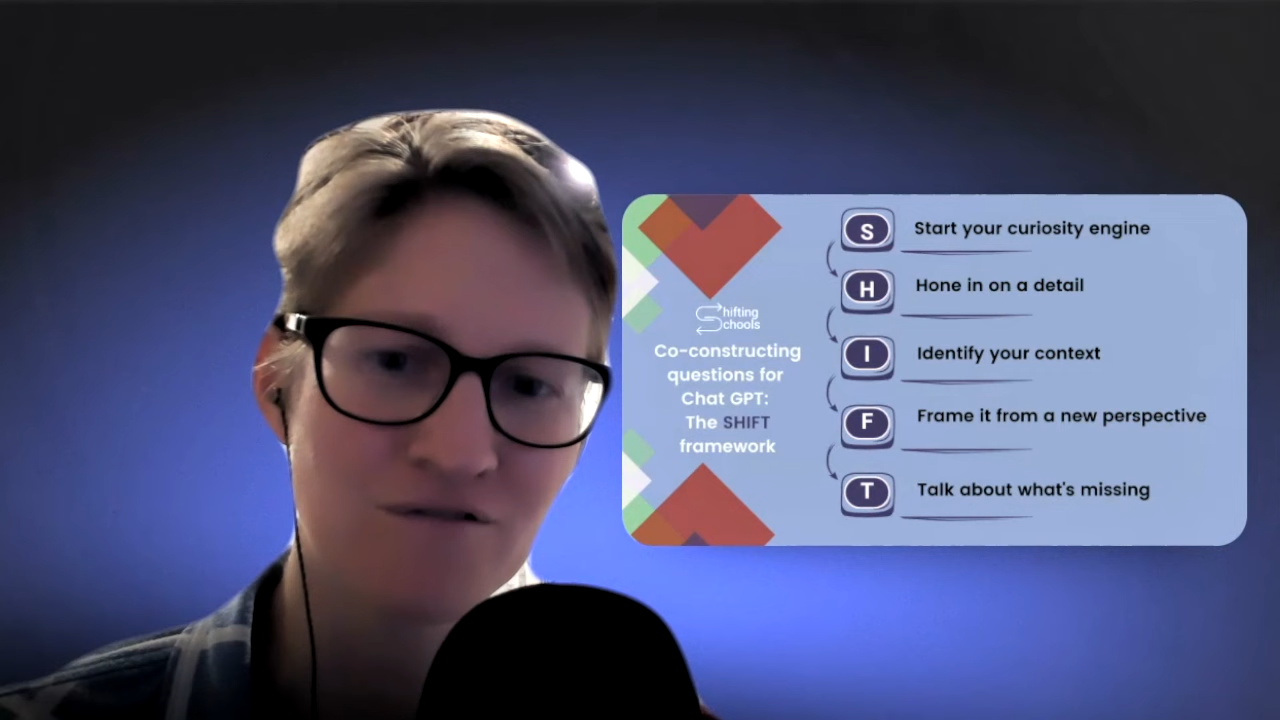 Shifting
Schools
Co-constructing
questions for
Chat GPT:
The SHIFT
framework
S Start your curiosity engine
H Hone in on a detail
I Identify your context
F Frame it from a new perspective
T Talk about what's missing